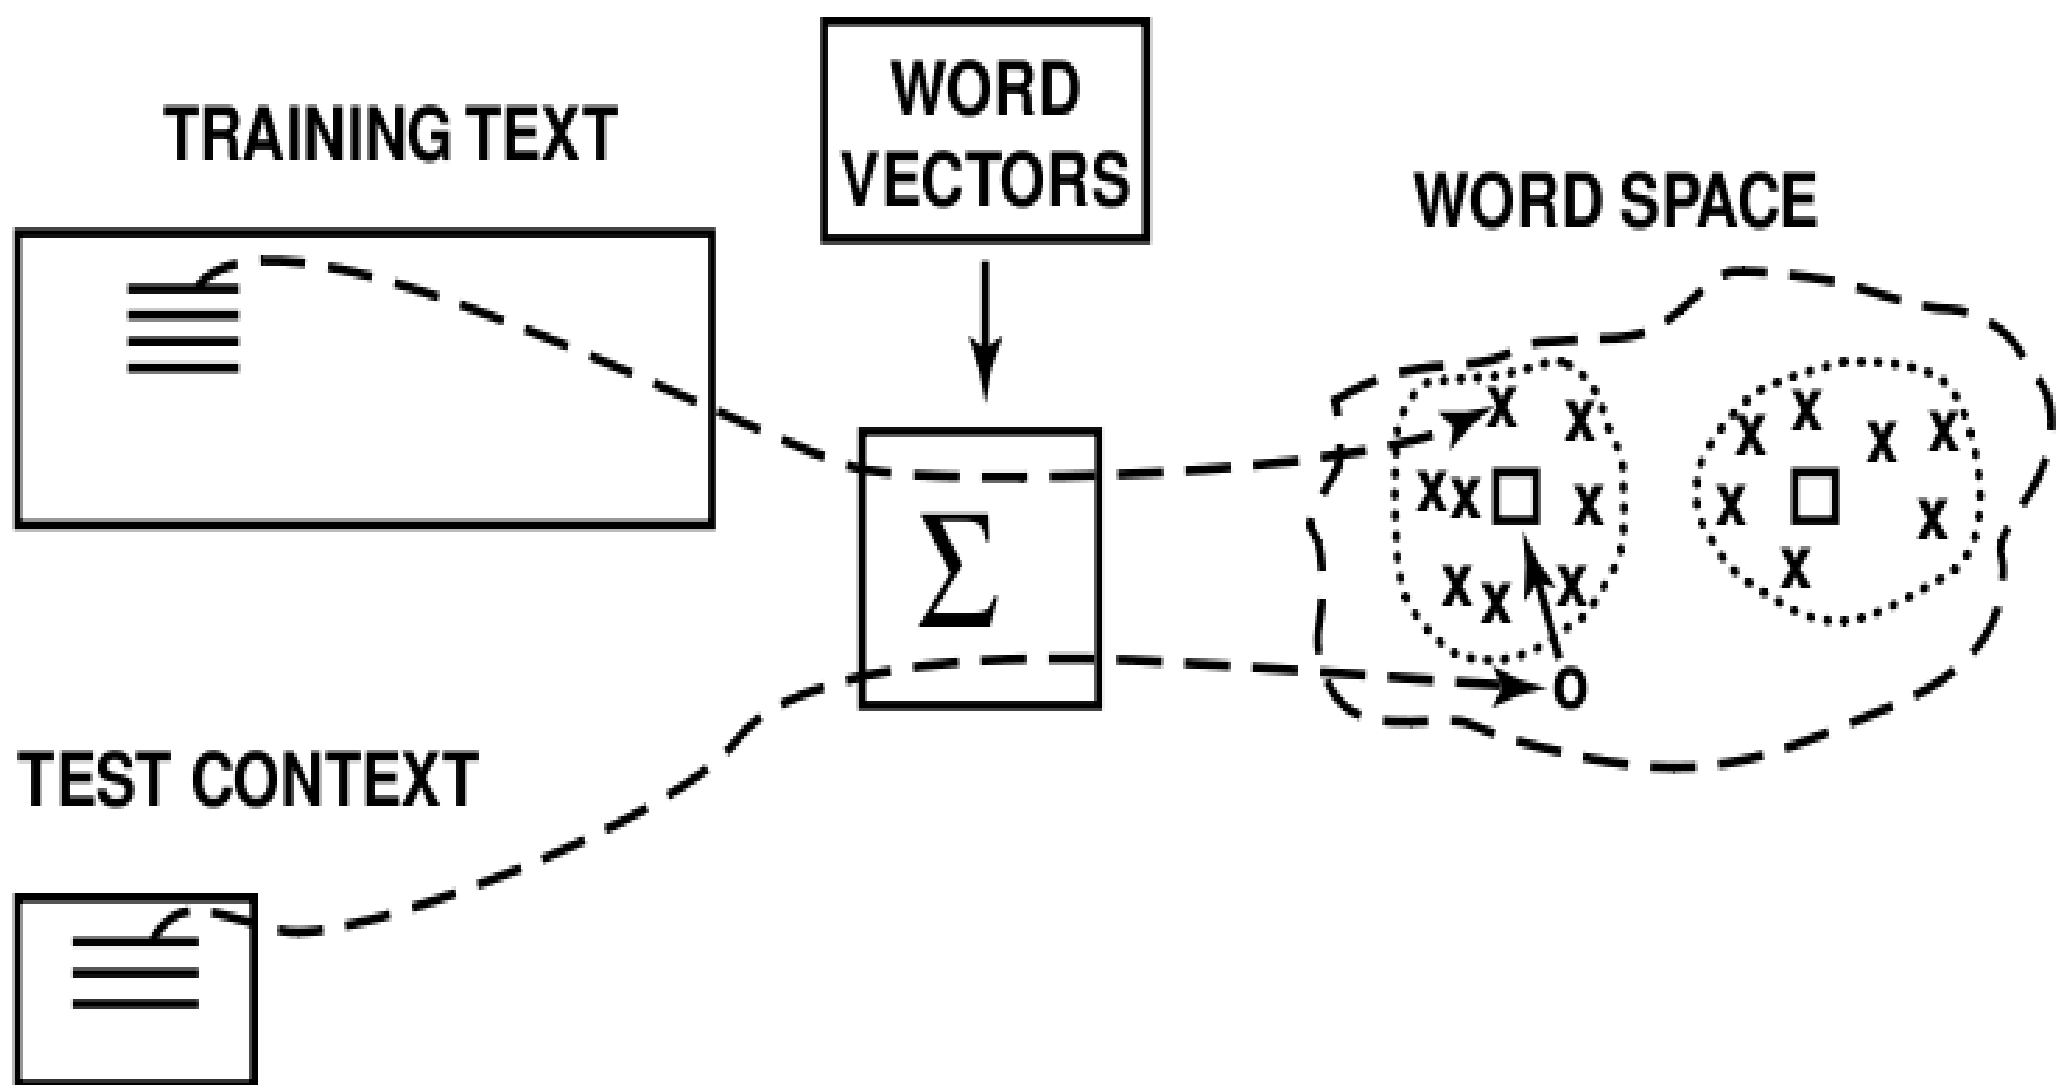 TRAINING TEXT
WORD
VECTORS
WORD SPACE
Σ
X X
X X X
X X X
X X X X
X X
X
O
TEST CONTEXT